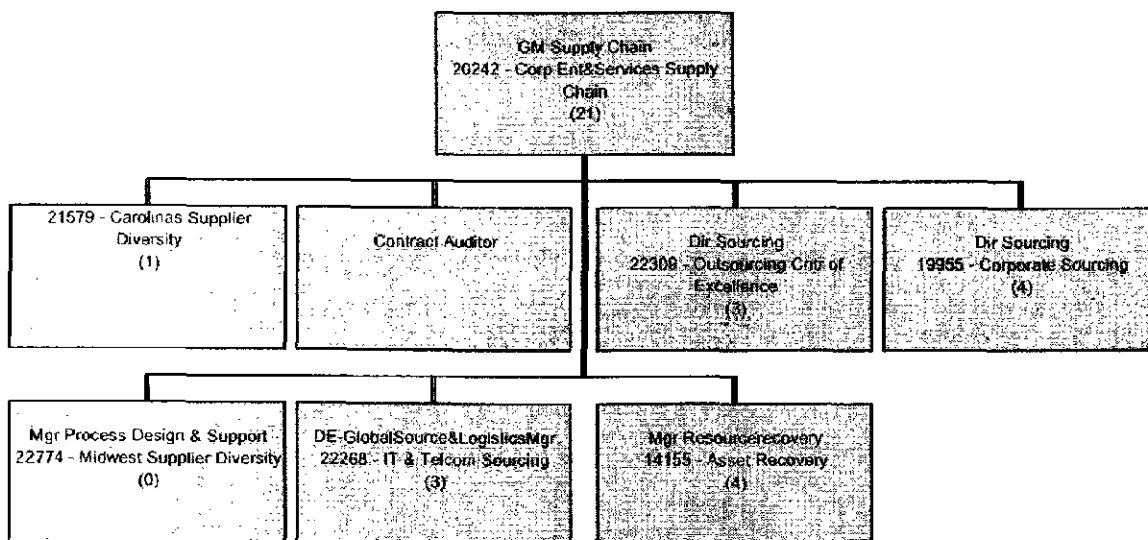 GM Supply Chain
20242 - Corp Ent&Services Supply
Chain
(21)
21579 - Carolinas Supplier
Diversity
(1)
Contract Auditor
Dir Sourcing
22309 - Outsourcing Cntr of
Excellence
(3)
Dir Sourcing
19955 - Corporate Sourcing
(4)
Mgr Process Design & Support
22774 - Midwest Supplier Diversity
(0)
DE-GlobalSource&LogisticsMgr.
22268 - IT & Telcom Sourcing
(3)
Mgr Resourcerecovery
14155 - Asset Recovery
(4)